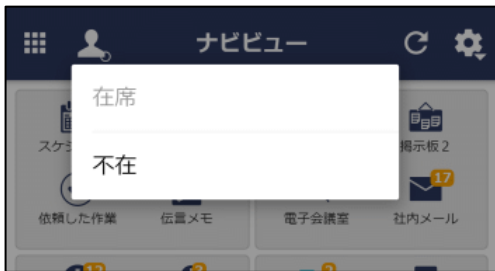 ナビビュー
在席
不在
スケジ
掲示板2
17
依頼した作業
伝言メモ
電子会議室
社内メール